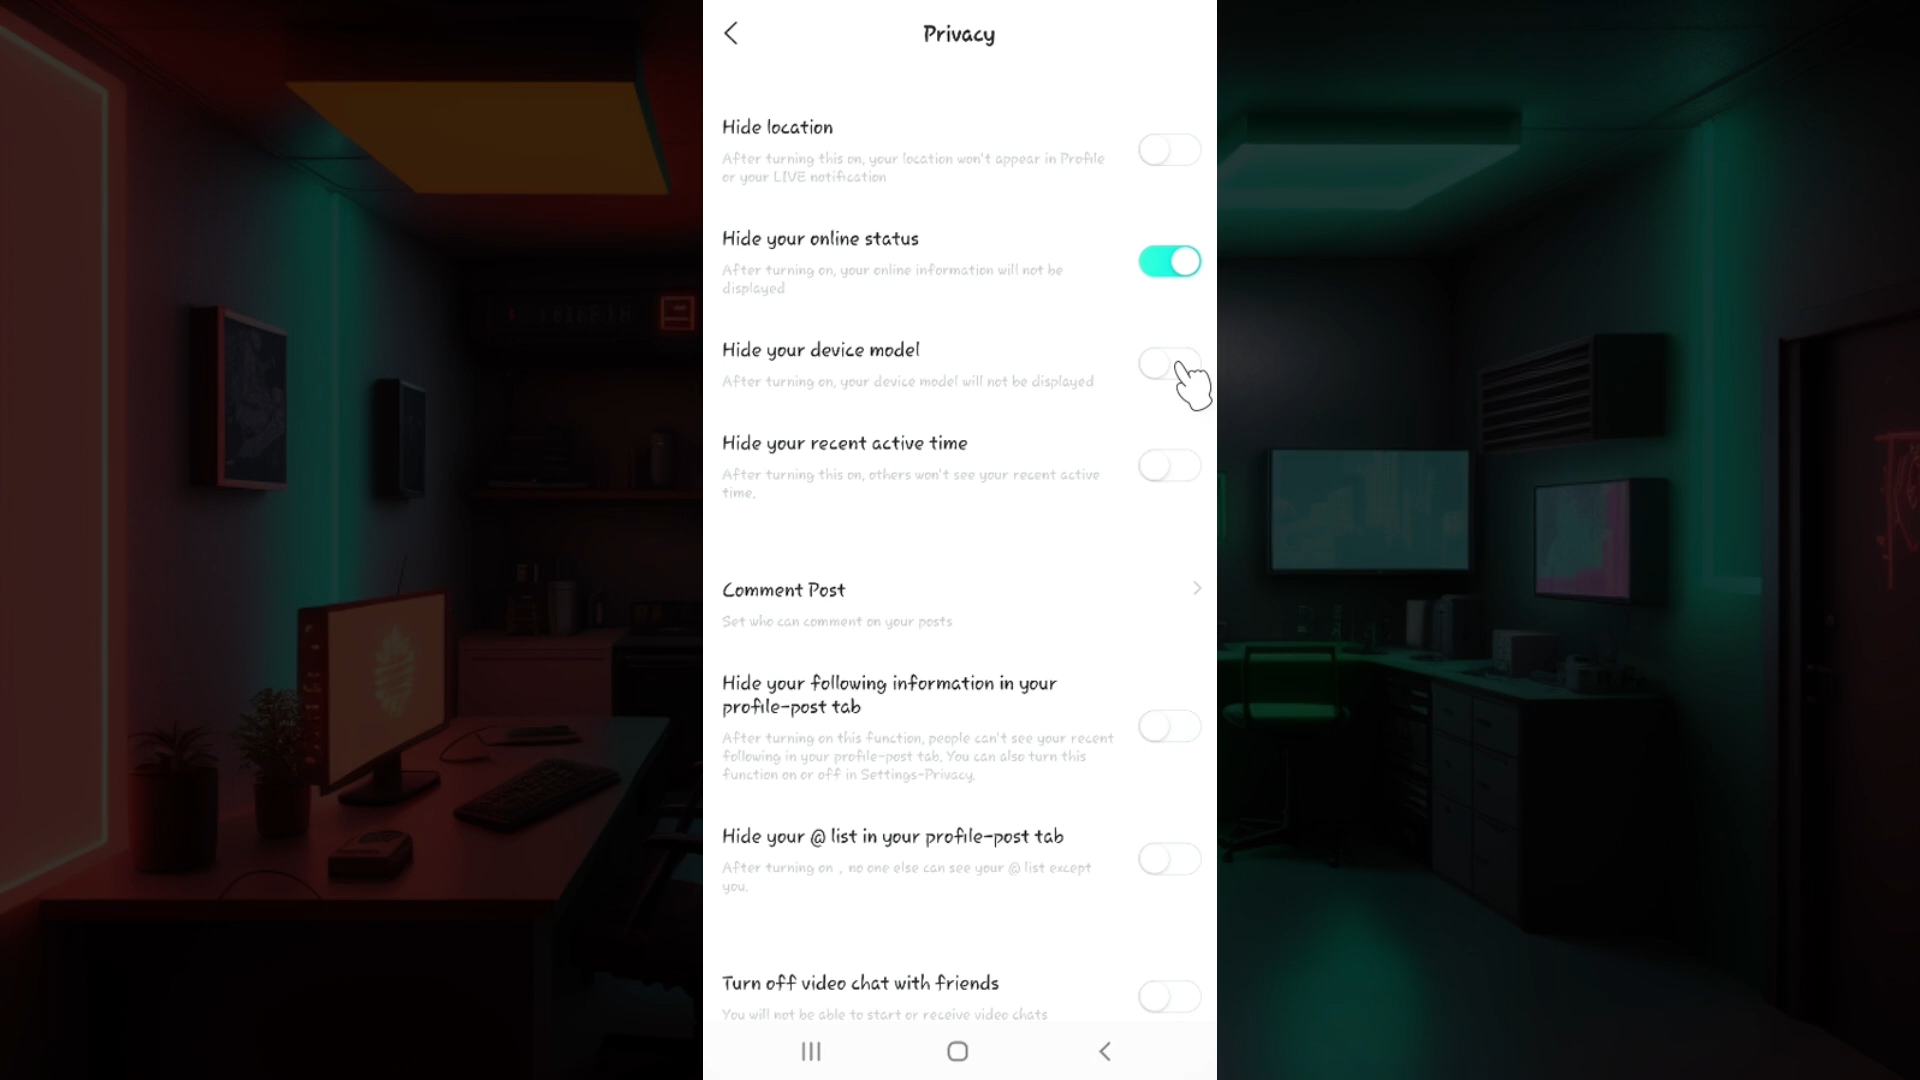 Privacy
Hide location
After turning this on, your location won't appear in Profile
or your LIVE notification
Hide your online status
After turning on, your online information will not be
displayed
Hide your device model
After turning on, your device model will not be displayed
Hide your recent active time
After turning this on, others won't see your recent active
time.
Comment Post
Set who can comment on your posts
Hide your following information in your
profile-post tab
After turning on this function, people can't see your recent
following in your profile-post tab. You can also turn this
function on or off in Settings-Privacy.
Hide your @ list in your profile-post tab
After turning on , no one else can see your @ list except
you.
Turn off video chat with friends
You will not be able to start or receive video chats